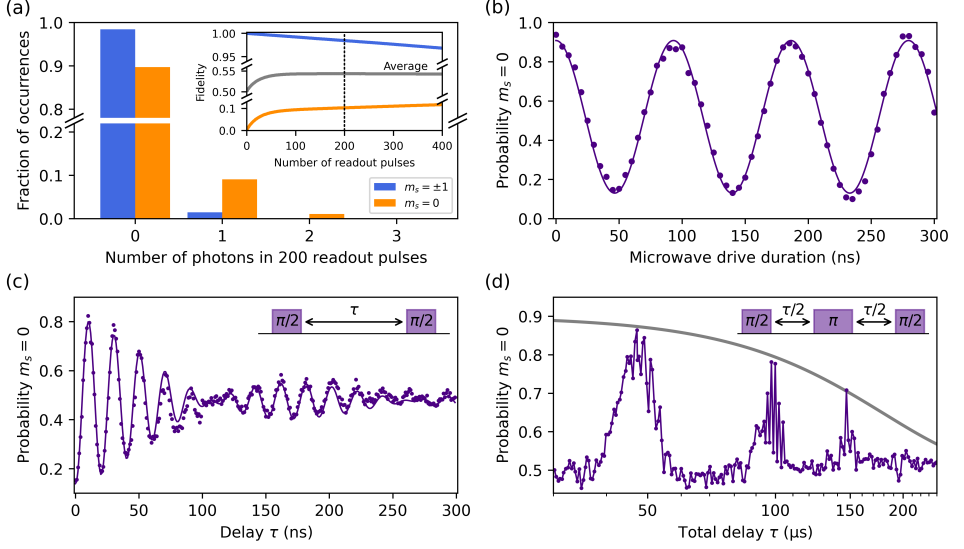 (a)
1.0
0.9
0.8
0.2
0.1
0.0
Fraction of occurrences
0
1
2
3
Number of photons in 200 readout pulses
1.00
0.95
0.55
0.50
0.1
0.0
Fidelity
Average
0
100
200
300
400
Number of readout pulses
mₛ = ±1
mₛ = 0
(b)
1.0
0.8
0.6
0.4
0.2
0.0
Probability mₛ = 0
0
50
100
150
200
250
300
Microwave drive duration (ns)
(c)
0.8
0.6
0.4
0.2
Probability mₛ = 0
π/2
τ
π/2
0
50
100
150
200
250
300
Delay τ (ns)
(d)
0.9
0.8
0.7
0.6
0.5
Probability mₛ = 0
π/2
τ/2
π
τ/2
π/2
50
100
150
200
Total delay τ (μs)